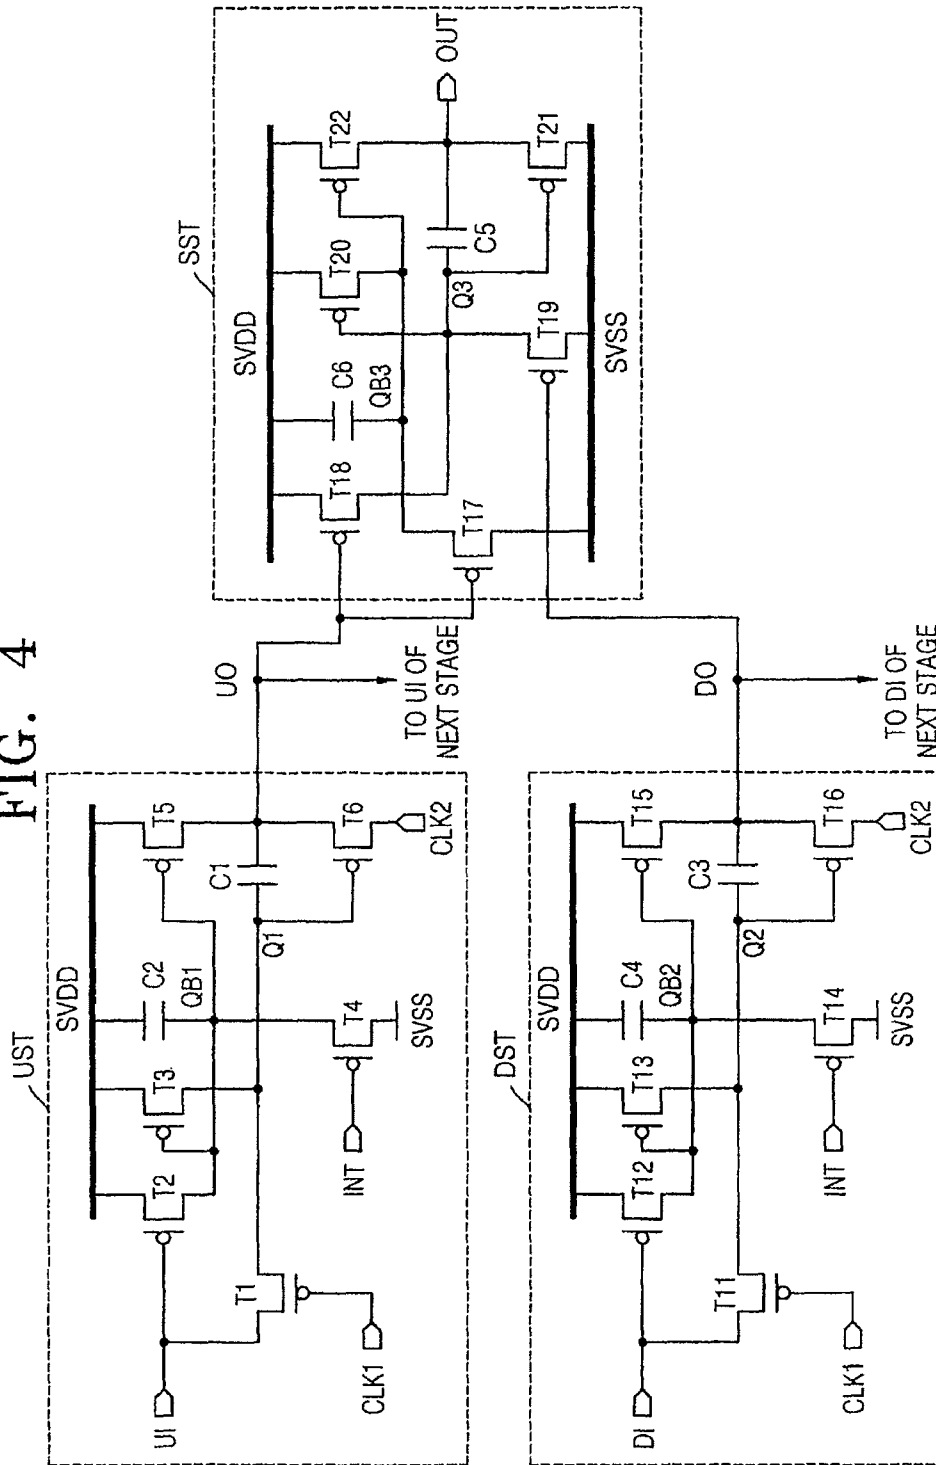 FIG. 4
UST
SVDD
T2
T3
C2
QB1
T5
C1
Q1
T6
CLK2
T4
SVSS
INT
T1
CLK1
UI
UO
TO UI OF
NEXT STAGE
DST
SVDD
T12
T13
C4
QB2
T15
C3
Q2
T16
CLK2
T14
SVSS
INT
T11
CLK1
DI
DO
TO DI OF
NEXT STAGE
SST
SVDD
T18
C6
QB3
T20
T22
OUT
C5
Q3
T17
T19
T21
SVSS